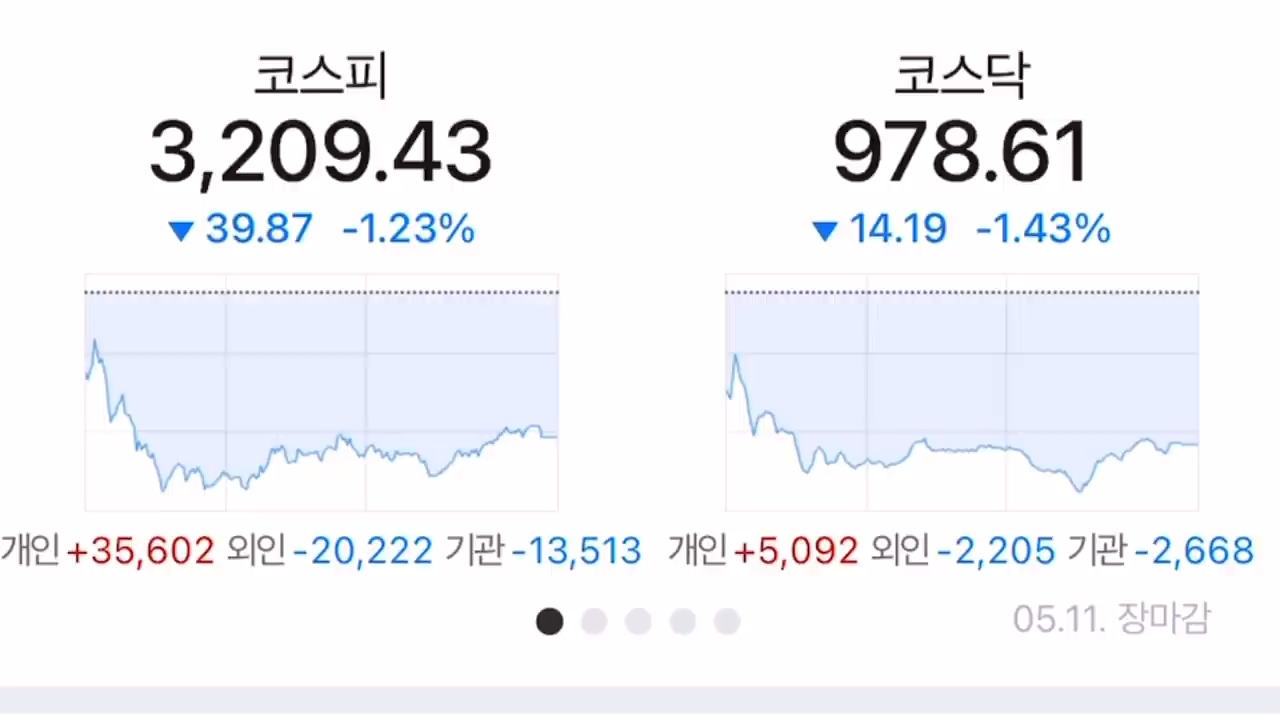 코스피
3,209.43
▼39.87 -1.23%
개인+35,602 외인-20,222 기관-13,513
코스닥
978.61
▼14.19 -1.43%
개인+5,092 외인-2,205 기관-2,668
05.11. 장마감